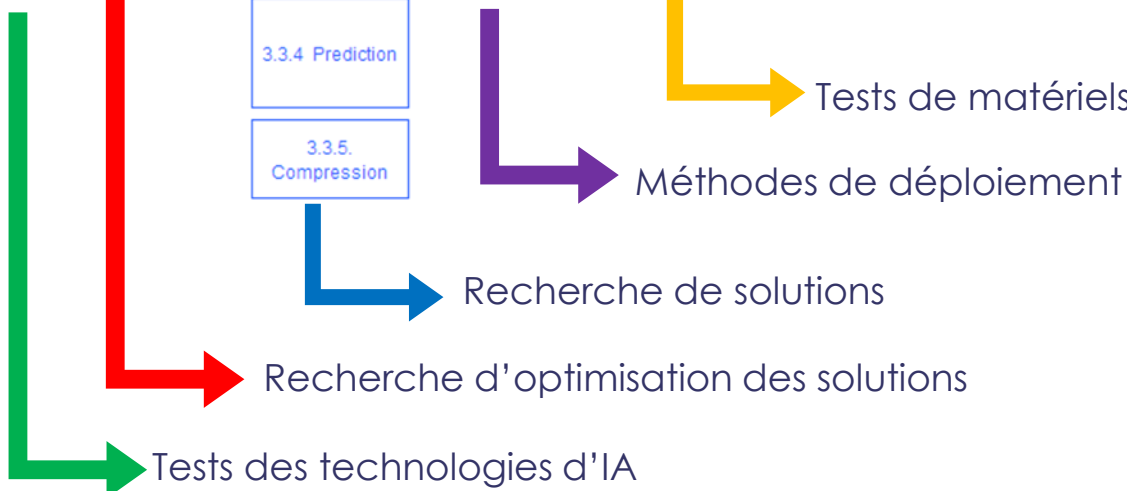 3.3.4 Prediction
Tests de matériels
3.3.5.
Compression
Méthodes de déploiement
Recherche de solutions
Recherche d’optimisation des solutions
Tests des technologies d’IA